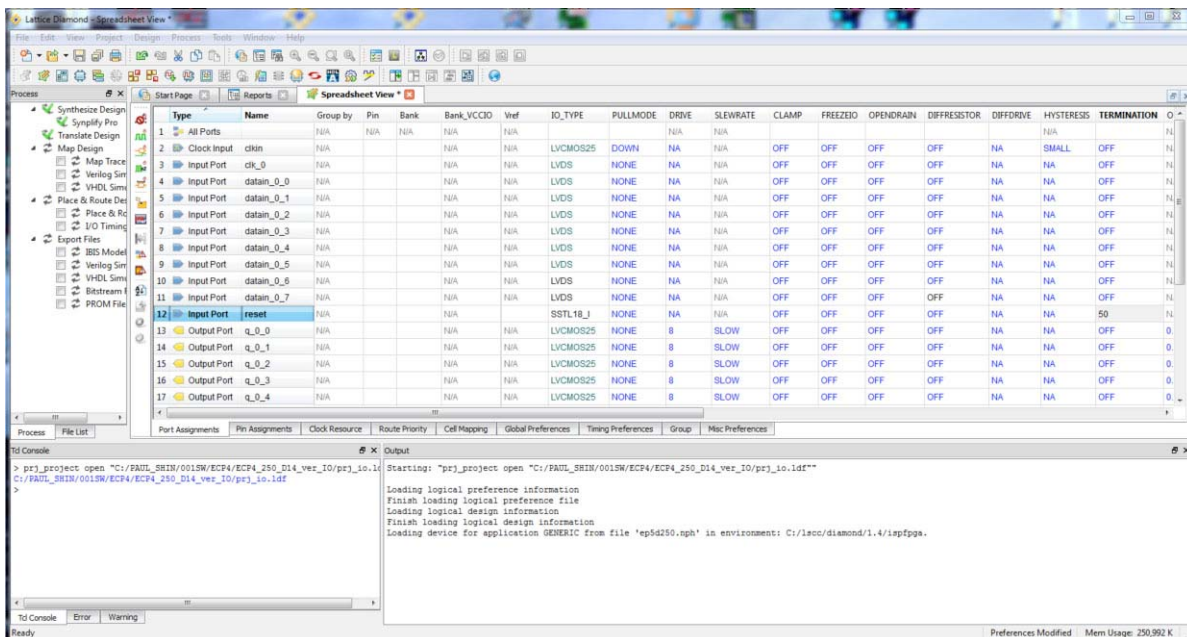 Lattice Diamond - Spreadsheet View *
File Edit View Project Design Process Tools Window Help
Process
Start Page Reports Spreadsheet View *
Synthesize Design
Synplify Pro
Translate Design
Map Design
Map Trace
Verilog Sim
VHDL Sim
Place & Route Des
Place & Ro
I/O Timing
Export Files
IBIS Model
Verilog Sim
VHDL Sim
Bitstream F
PROM File
Type Name Group by Pin Bank Bank_VCCIO Vref IO_TYPE PULLMODE DRIVE SLEWRATE CLAMP FREEZEIO OPENDRAIN DIFFRESISTOR DIFFDRIVE HYSTERESIS TERMINATION O
1 All Ports N/A N/A N/A N/A N/A N/A N/A N/A N
2 Clock Input clkin N/A N/A N/A LVCMOS25 DOWN NA N/A OFF OFF OFF OFF NA SMALL OFF N
3 Input Port clk_0 N/A N/A N/A LVDS NONE NA N/A OFF OFF OFF OFF NA NA OFF N
4 Input Port datain_0_0 N/A N/A N/A LVDS NONE NA N/A OFF OFF OFF OFF NA NA OFF N
5 Input Port datain_0_1 N/A N/A N/A LVDS NONE NA N/A OFF OFF OFF OFF NA NA OFF N
6 Input Port datain_0_2 N/A N/A N/A LVDS NONE NA N/A OFF OFF OFF OFF NA NA OFF N
7 Input Port datain_0_3 N/A N/A N/A LVDS NONE NA N/A OFF OFF OFF OFF NA NA OFF N
8 Input Port datain_0_4 N/A N/A N/A LVDS NONE NA N/A OFF OFF OFF OFF NA NA OFF N
9 Input Port datain_0_5 N/A N/A N/A LVDS NONE NA N/A OFF OFF OFF OFF NA NA OFF N
10 Input Port datain_0_6 N/A N/A N/A LVDS NONE NA N/A OFF OFF OFF OFF NA NA OFF N
11 Input Port datain_0_7 N/A N/A N/A LVDS NONE NA N/A OFF OFF OFF OFF NA NA OFF N
12 Input Port reset N/A N/A SSTL18_I NONE NA N/A OFF OFF OFF OFF NA NA 50 N
13 Output Port q_0_0 N/A N/A N/A LVCMOS25 NONE 8 SLOW OFF OFF OFF OFF NA NA OFF 0.
14 Output Port q_0_1 N/A N/A N/A LVCMOS25 NONE 8 SLOW OFF OFF OFF OFF NA NA OFF 0.
15 Output Port q_0_2 N/A N/A N/A LVCMOS25 NONE 8 SLOW OFF OFF OFF OFF NA NA OFF 0.
16 Output Port q_0_3 N/A N/A N/A LVCMOS25 NONE 8 SLOW OFF OFF OFF OFF NA NA OFF 0.
17 Output Port q_0_4 N/A N/A N/A LVCMOS25 NONE 8 SLOW OFF OFF OFF OFF NA NA OFF 0.
Process File List
Port Assignments Pin Assignments Clock Resource Route Priority Cell Mapping Global Preferences Timing Preferences Group Misc Preferences
Tcl Console
> prj_project open "C:/PAUL_SHIN/001SW/ECP4/ECP4_250_D14_ver_IO/prj_io.ld
C:/PAUL_SHIN/001SW/ECP4/ECP4_250_D14_ver_IO/prj_io.ldf
>
Output
Starting: "prj_project open "C:/PAUL_SHIN/001SW/ECP4/ECP4_250_D14_ver_IO/prj_io.ldf""
Loading logical preference information
Finish loading logical preference file
Loading logical design information
Finish loading logical design information
Loading device for application GENERIC from file 'ep5d250.nph' in environment: C:/lscc/diamond/1.4/ispfpga.
Tcl Console Error Warning
Ready
Preferences Modified Mem Usage: 250,992 K